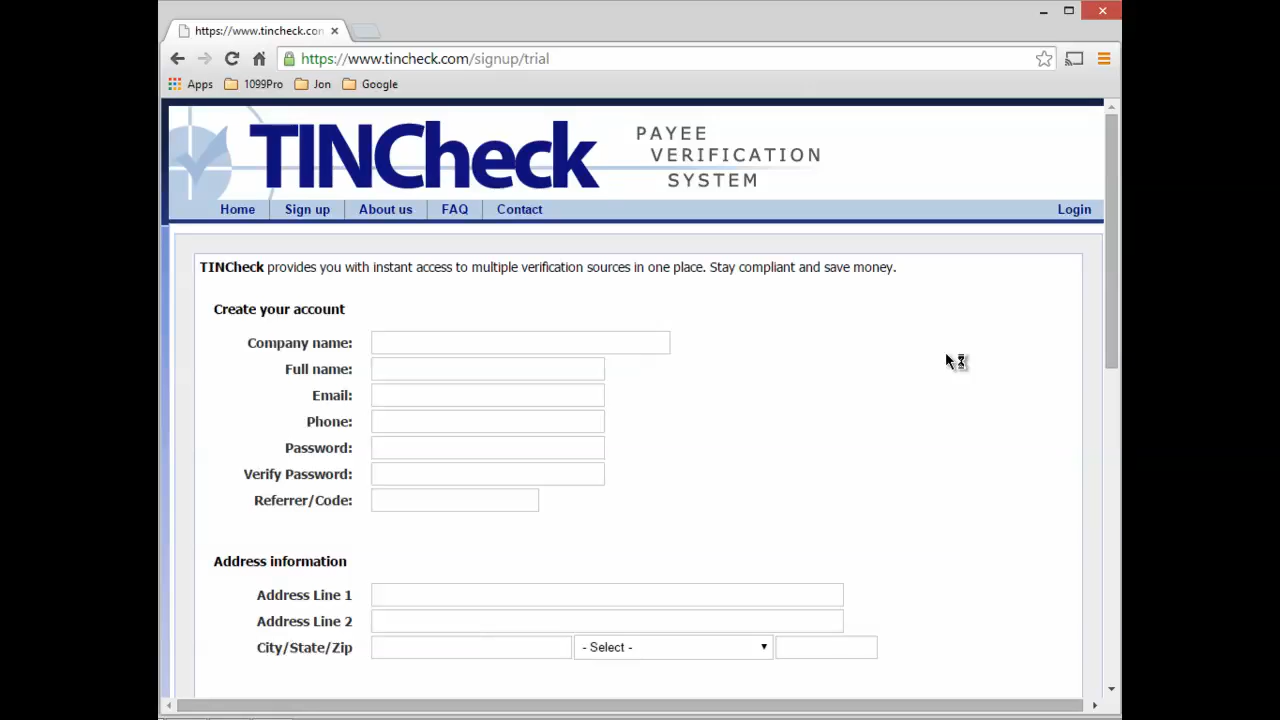 https://www.tincheck.con
https://www.tincheck.com/signup/trial
Apps 1099Pro Jon Google
TINCheck
PAYEE
VERIFICATION
SYSTEM
Home Sign up About us FAQ Contact Login
TINCheck provides you with instant access to multiple verification sources in one place. Stay compliant and save money.
Create your account
Company name:
Full name:
Email:
Phone:
Password:
Verify Password:
Referrer/Code:
Address information
Address Line 1
Address Line 2
City/State/Zip - Select -